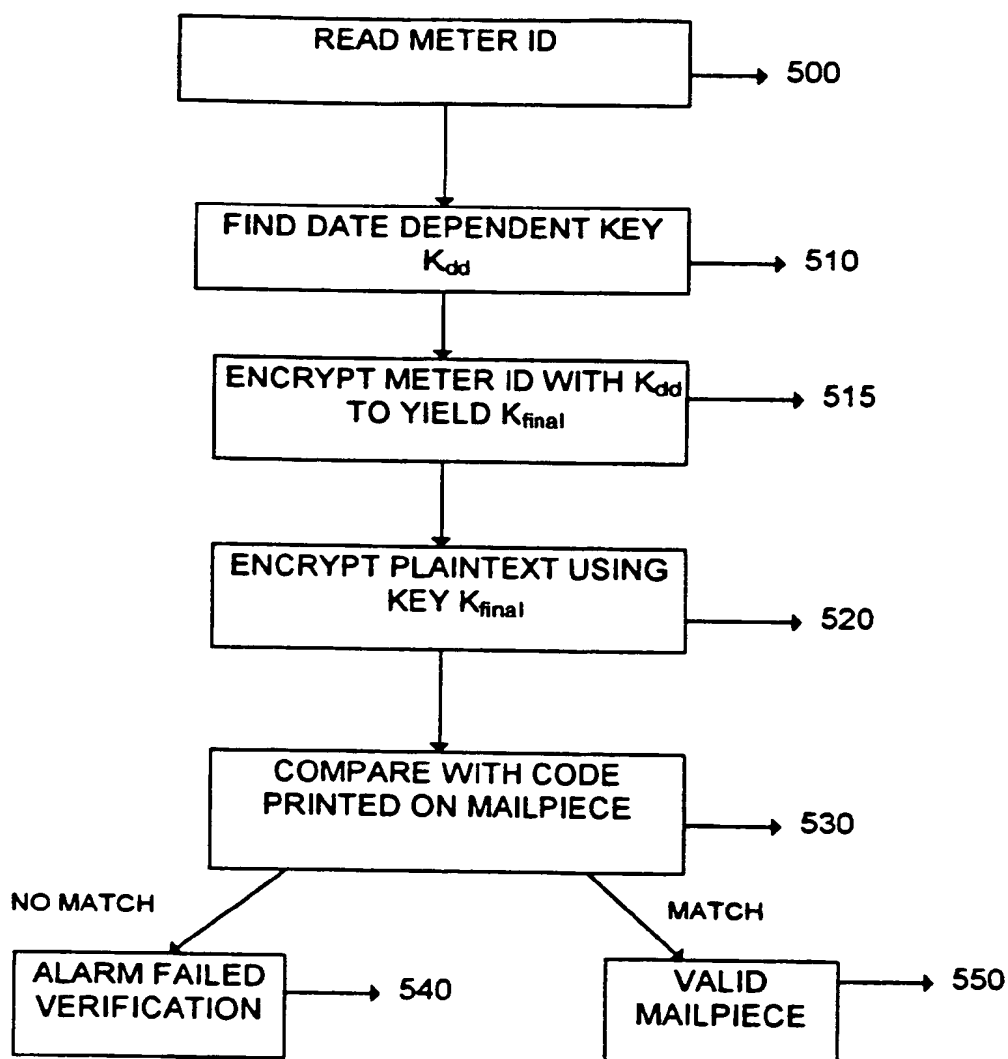 READ METER ID
500
FIND DATE DEPENDENT KEY
Kdd
510
ENCRYPT METER ID WITH Kdd
TO YIELD Kfinal
515
ENCRYPT PLAINTEXT USING
KEY Kfinal
520
COMPARE WITH CODE
PRINTED ON MAILPIECE
530
NO MATCH
MATCH
ALARM FAILED
VERIFICATION
540
VALID
MAILPIECE
550